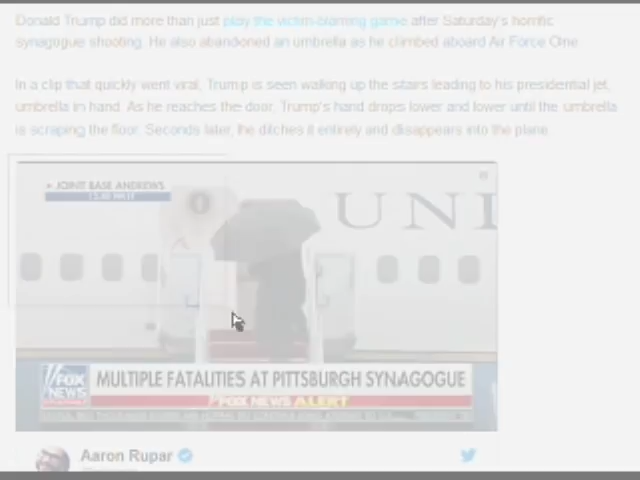 Donald Trump did more than just play the victim-blaming game after Saturday's horrific
synagogue shooting. He also abandoned an umbrella as he climbed aboard Air Force One.
In a clip that quickly went viral, Trump is seen walking up the stairs leading to his presidential jet,
umbrella in hand. As he reaches the door, Trump's hand drops lower and lower until the umbrella
is scraping the floor. Seconds later, he ditches it entirely and disappears into the plane.
JOINT BASE ANDREWS
UNI
FOX
NEWS
MULTIPLE FATALITIES AT PITTSBURGH SYNAGOGUE
FOX NEWS ALERT
Aaron Rupar